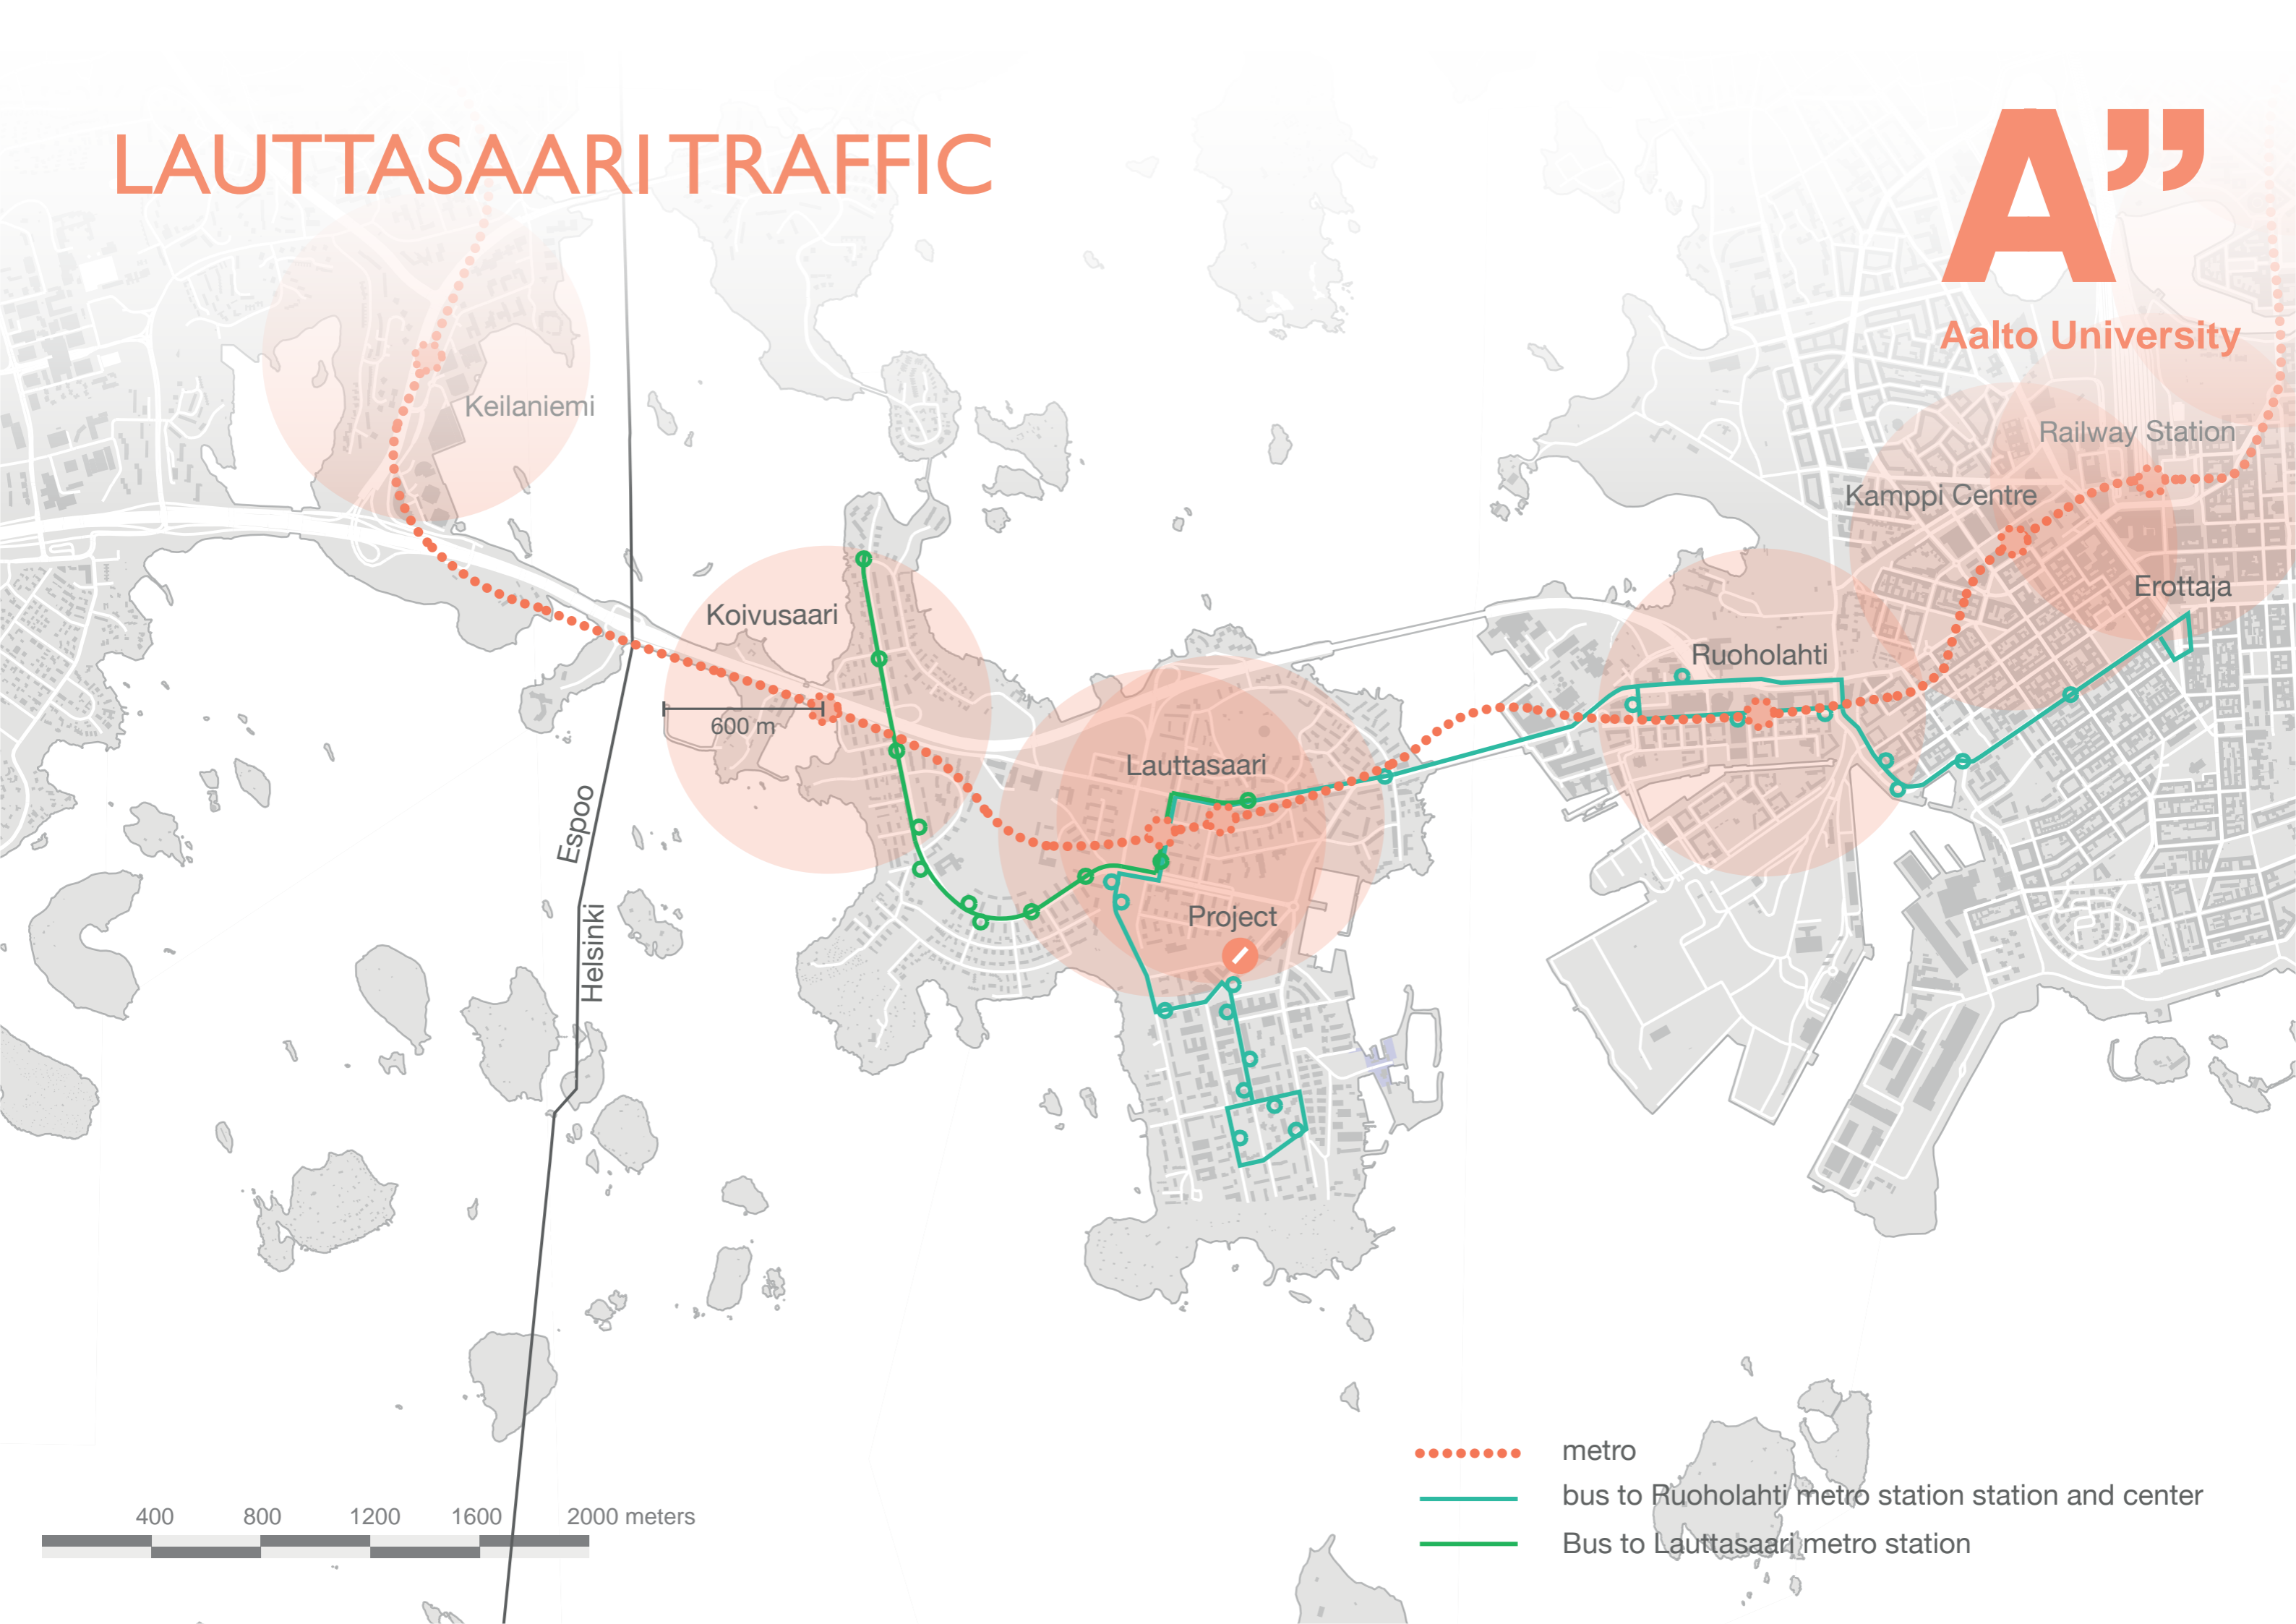 LAUTTASAARI TRAFFIC
A”
Aalto University
Keilaniemi
Railway Station
Kamppi Centre
Erottaja
Koivusaari
Ruoholahti
600 m
Lauttasaari
Espoo
Helsinki
Project
metro
bus to Ruoholahti metro station station and center
Bus to Lauttasaari metro station
400 800 1200 1600 2000 meters